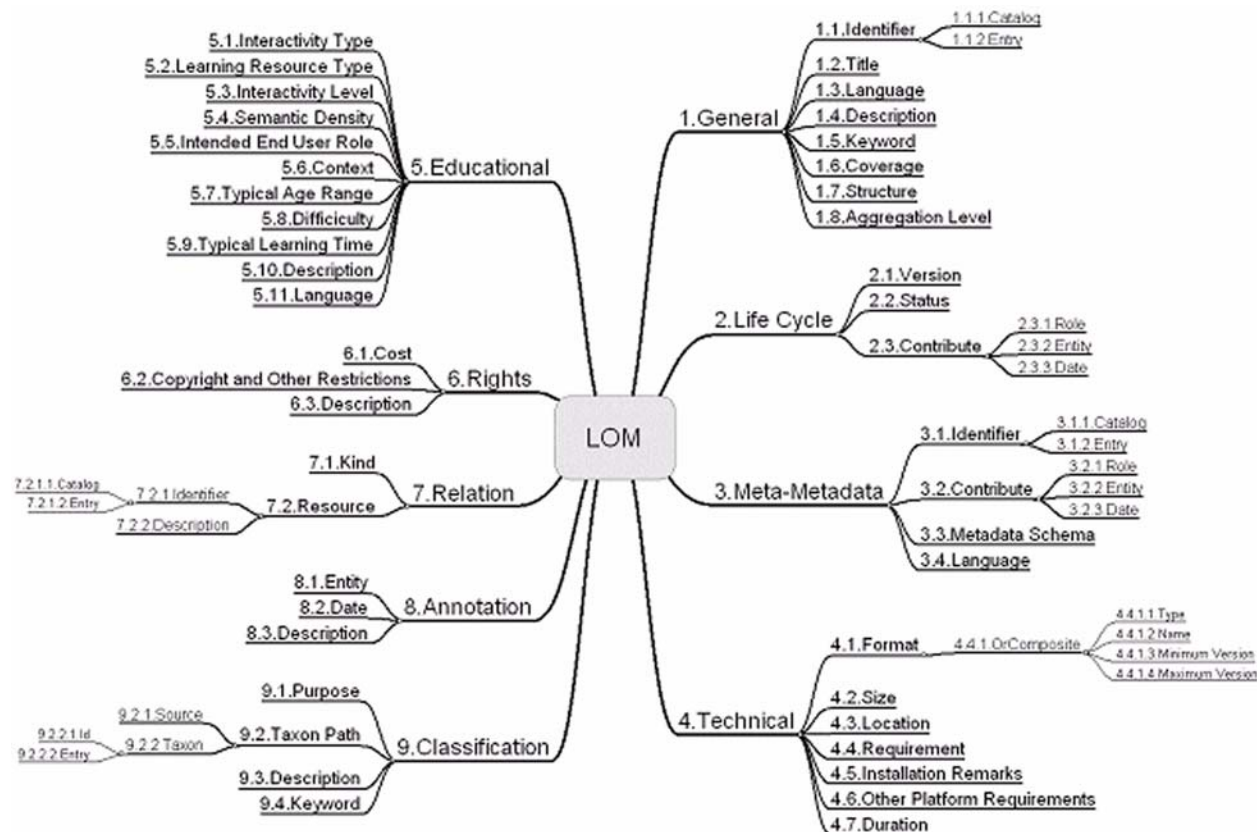 LOM
1.General
1.1.Identifier
1.1.1.Catalog
1.1.2.Entry
1.2.Title
1.3.Language
1.4.Description
1.5.Keyword
1.6.Coverage
1.7.Structure
1.8.Aggregation Level
2.Life Cycle
2.1.Version
2.2.Status
2.3.Contribute
2.3.1 Role
2.3.2 Entity
2.3.3 Date
3.Meta-Metadata
3.1.Identifier
3.1.1.Catalog
3.1.2.Entry
3.2.Contribute
3.2.1 Role
3.2.2 Entity
3.2.3 Date
3.3.Metadata Schema
3.4.Language
4.Technical
4.1.Format
4.4.1.OrComposite
4.4.1.1 Type
4.4.1.2 Name
4.4.1.3 Minimum Version
4.4.1.4 Maximum Version
4.2.Size
4.3.Location
4.4.Requirement
4.5.Installation Remarks
4.6.Other Platform Requirements
4.7.Duration
5.Educational
5.1.Interactivity Type
5.2.Learning Resource Type
5.3.Interactivity Level
5.4.Semantic Density
5.5.Intended End User Role
5.6.Context
5.7.Typical Age Range
5.8.Difficiculty
5.9.Typical Learning Time
5.10.Description
5.11.Language
6.Rights
6.1.Cost
6.2.Copyright and Other Restrictions
6.3.Description
7.Relation
7.1.Kind
7.2.Resource
7.2.1.Identifier
7.2.1.1.Catalog
7.2.1.2.Entry
7.2.2.Description
8.Annotation
8.1.Entity
8.2.Date
8.3.Description
9.Classification
9.1.Purpose
9.2.Taxon Path
9.2.1.Source
9.2.2 Taxon
9.2.2.1 Id
9.2.2.2 Entry
9.3.Description
9.4.Keyword